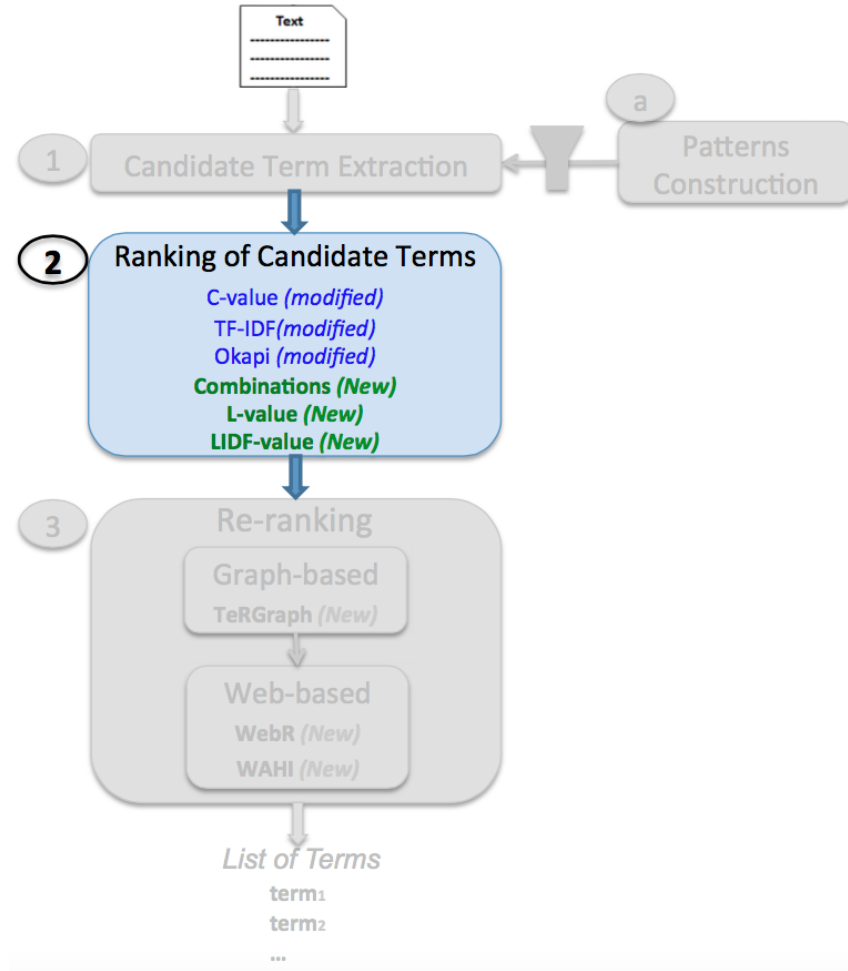 Text
a
1
Candidate Term Extraction
Patterns
Construction
2
Ranking of Candidate Terms
C-value (modified)
TF-IDF(modified)
Okapi (modified)
Combinations (New)
L-value (New)
LIDF-value (New)
3
Re-ranking
Graph-based
TeRGraph (New)
Web-based
WebR (New)
WAHI (New)
List of Terms
term1
term2
...